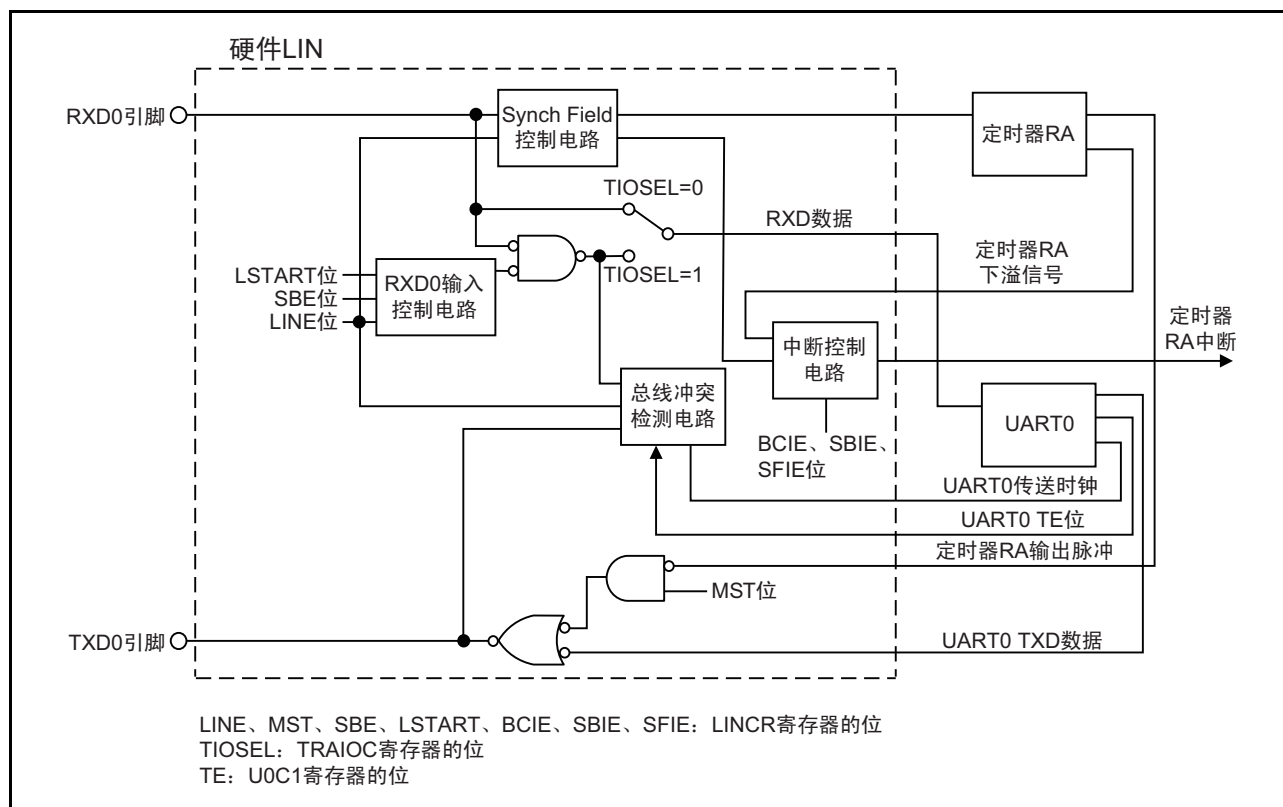 硬件LIN
RXD0引脚
Synch Field
控制电路
定时器RA
TIOSEL=0
RXD数据
定时器RA
下溢信号
LSTART位
SBE位
LINE位
RXD0输入
控制电路
TIOSEL=1
定时器
RA中断
中断控制
电路
总线冲突
检测电路
UART0
BCIE、SBIE、
SFIE位
UART0传送时钟
UART0 TE位
定时器RA输出脉冲
MST位
TXD0引脚
UART0 TXD数据
LINE、MST、SBE、LSTART、BCIE、SBIE、SFIE：LINCR寄存器的位
TIOSEL：TRAIOC寄存器的位
TE：U0C1寄存器的位